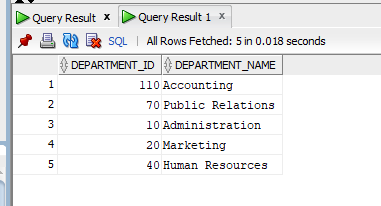 Query Result x Query Result 1 x
SQL | All Rows Fetched: 5 in 0.018 seconds
DEPARTMENT_ID DEPARTMENT_NAME
1 110 Accounting
2 70 Public Relations
3 10 Administration
4 20 Marketing
5 40 Human Resources